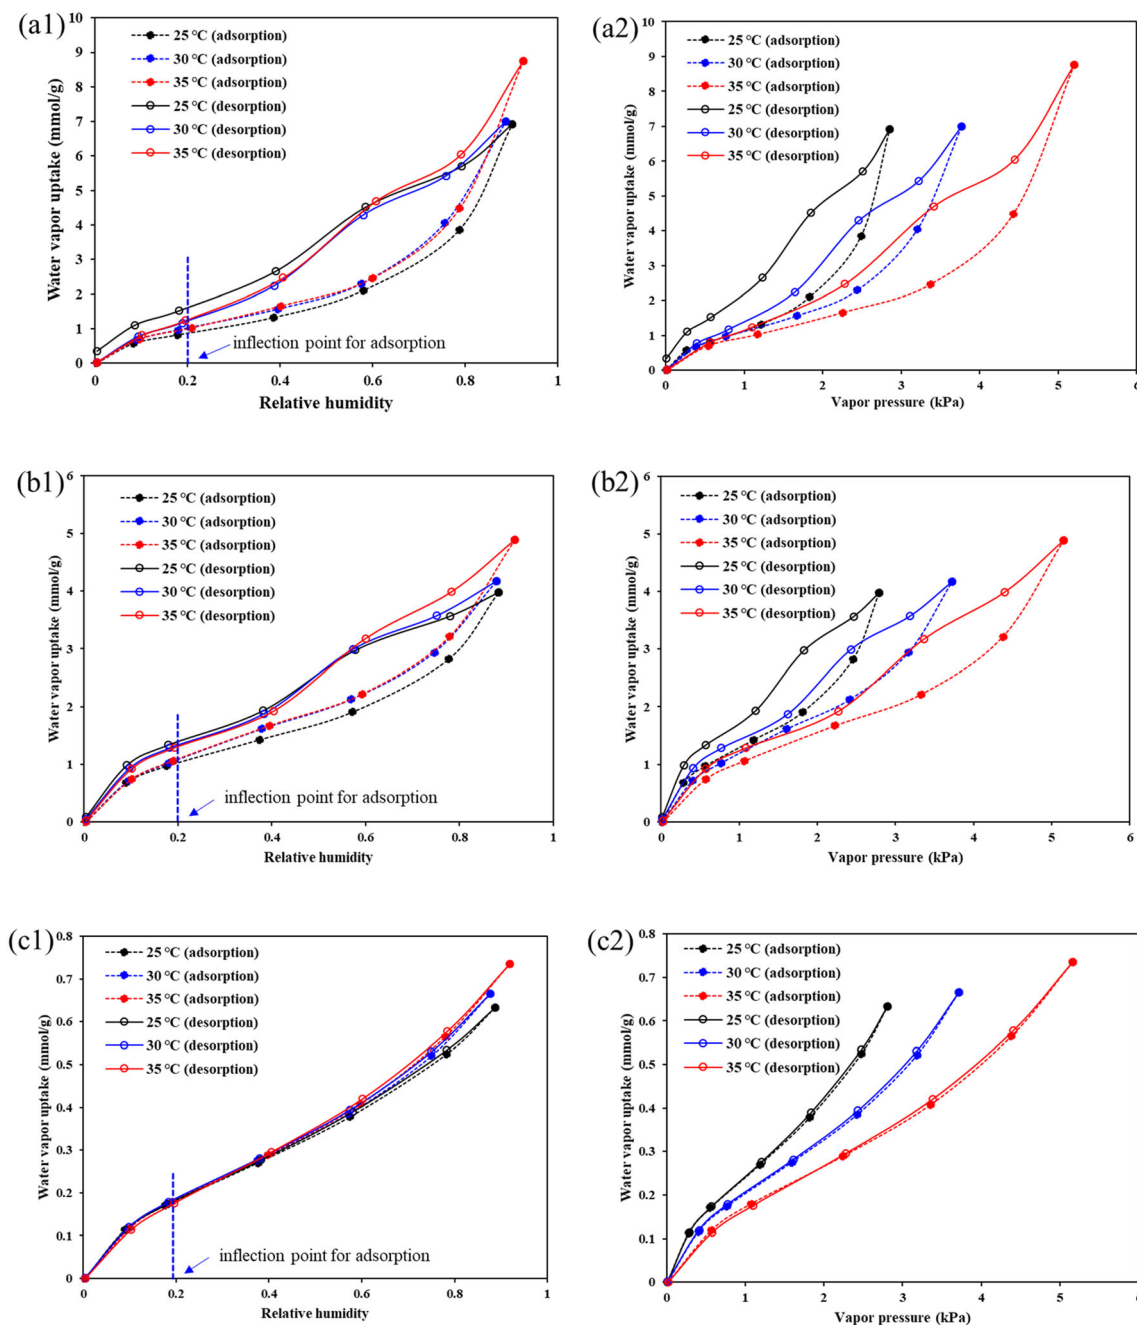 (a1)
10
9
8
7
6
5
4
3
2
1
0
Water vapor uptake (mmol/g)
25 °C (adsorption)
30 °C (adsorption)
35 °C (adsorption)
25 °C (desorption)
30 °C (desorption)
35 °C (desorption)
inflection point for adsorption
0 0.2 0.4 0.6 0.8 1
Relative humidity
(a2)
10
9
8
7
6
5
4
3
2
1
0
Water vapor uptake (mmol/g)
25 °C (adsorption)
30 °C (adsorption)
35 °C (adsorption)
25 °C (desorption)
30 °C (desorption)
35 °C (desorption)
0 1 2 3 4 5 6
Vapor pressure (kPa)
(b1)
6
5
4
3
2
1
0
Water vapor uptake (mmol/g)
25 °C (adsorption)
30 °C (adsorption)
35 °C (adsorption)
25 °C (desorption)
30 °C (desorption)
35 °C (desorption)
inflection point for adsorption
0 0.2 0.4 0.6 0.8 1
Relative humidity
(b2)
6
5
4
3
2
1
0
Water vapor uptake (mmol/g)
25 °C (adsorption)
30 °C (adsorption)
35 °C (adsorption)
25 °C (desorption)
30 °C (desorption)
35 °C (desorption)
0 1 2 3 4 5 6
Vapor pressure (kPa)
(c1)
0.8
0.7
0.6
0.5
0.4
0.3
0.2
0.1
0
Water vapor uptake (mmol/g)
25 °C (adsorption)
30 °C (adsorption)
35 °C (adsorption)
25 °C (desorption)
30 °C (desorption)
35 °C (desorption)
inflection point for adsorption
0 0.2 0.4 0.6 0.8 1
Relative humidity
(c2)
0.8
0.7
0.6
0.5
0.4
0.3
0.2
0.1
0
Water vapor uptake (mmol/g)
25 °C (adsorption)
30 °C (adsorption)
35 °C (adsorption)
25 °C (desorption)
30 °C (desorption)
35 °C (desorption)
0 1 2 3 4 5 6
Vapor pressure (kPa)